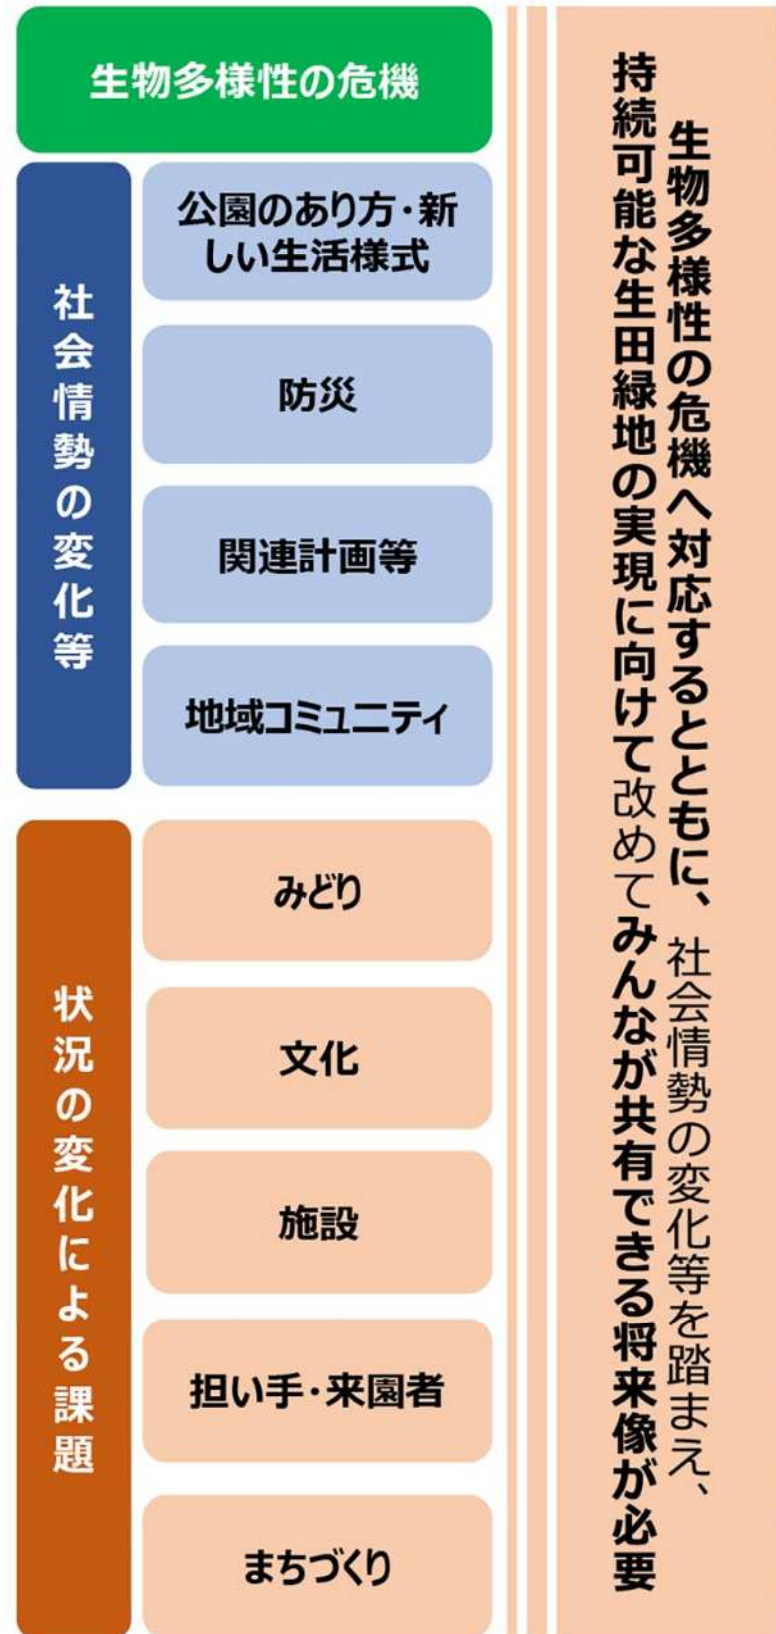 生物多様性の危機
社会情勢の変化等
公園のあり方・新
しい生活様式
防災
関連計画等
地域コミュニティ
状況の変化による課題
みどり
文化
施設
担い手・来園者
まちづくり
生物多様性の危機へ対応するとともに、社会情勢の変化等を踏まえ、
持続可能な生田緑地の実現に向けて改めてみんなが共有できる将来像が必要